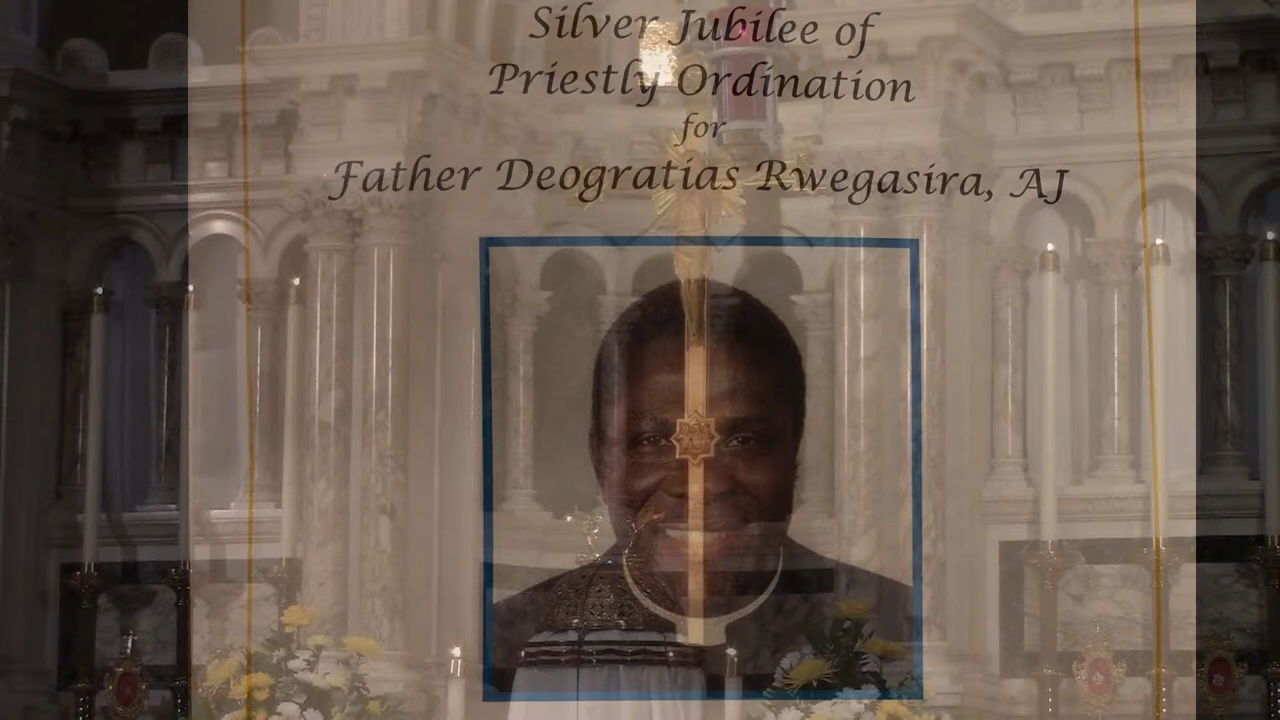 Silver Jubilee of
Priestly Ordination
for
Father Deogratias Rwegasira, AJ